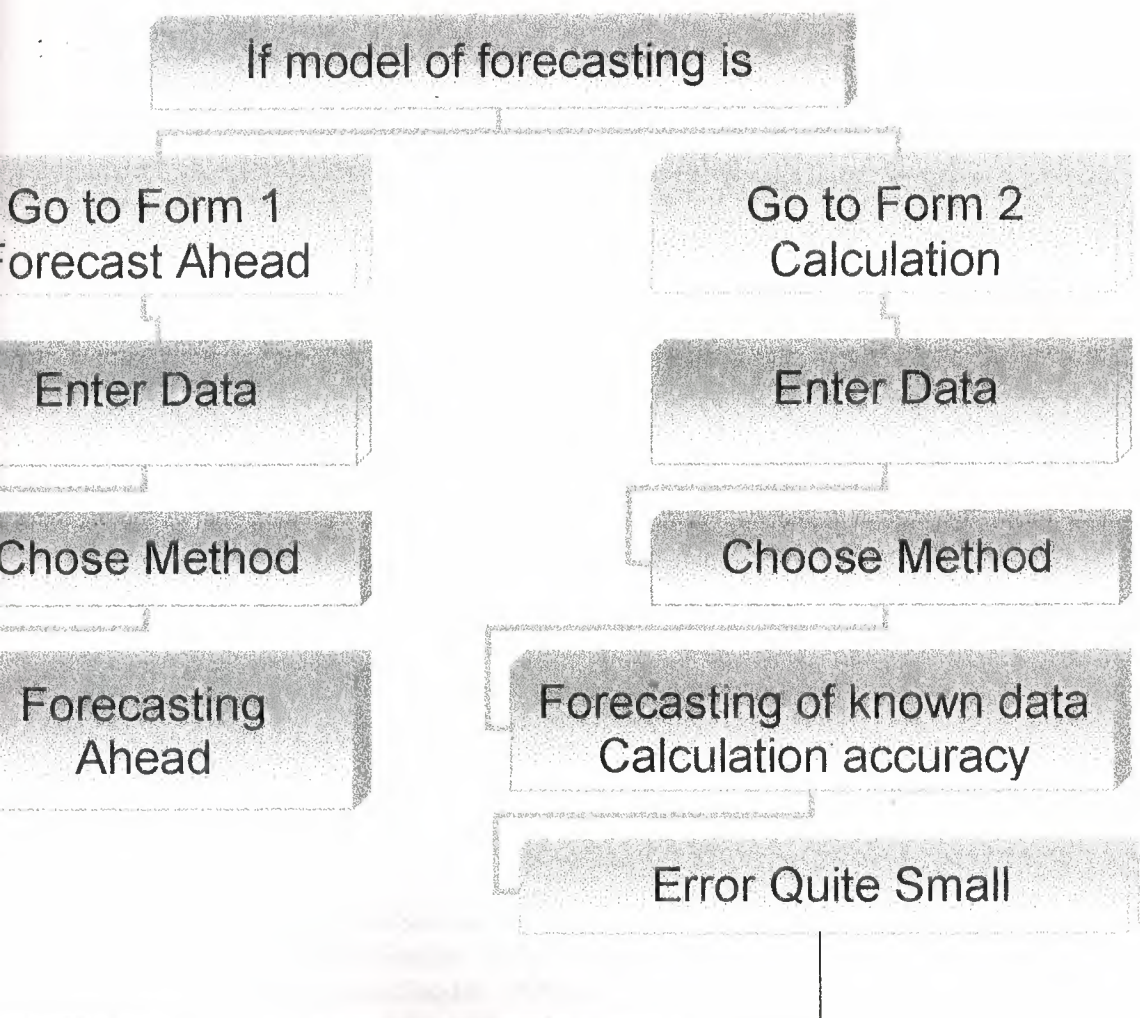 If model of forecasting is
Go to Form 1
orecast Ahead
Enter Data
Chose Method
Forecasting
Ahead
Go to Form 2
Calculation
Enter Data
Choose Method
Forecasting of known data
Calculation accuracy
Error Quite Small